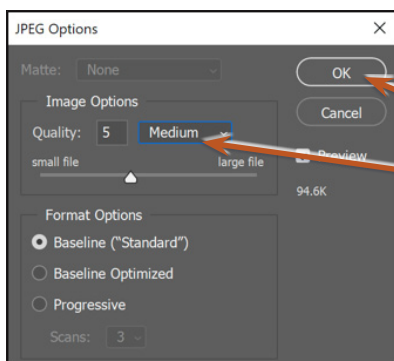 JPEG Options
Matte: None
OK
Image Options
Cancel
Quality: 5 Medium
Preview
small file large file
94.6K
Format Options
Baseline ("Standard")
Baseline Optimized
Progressive
Scans: 3